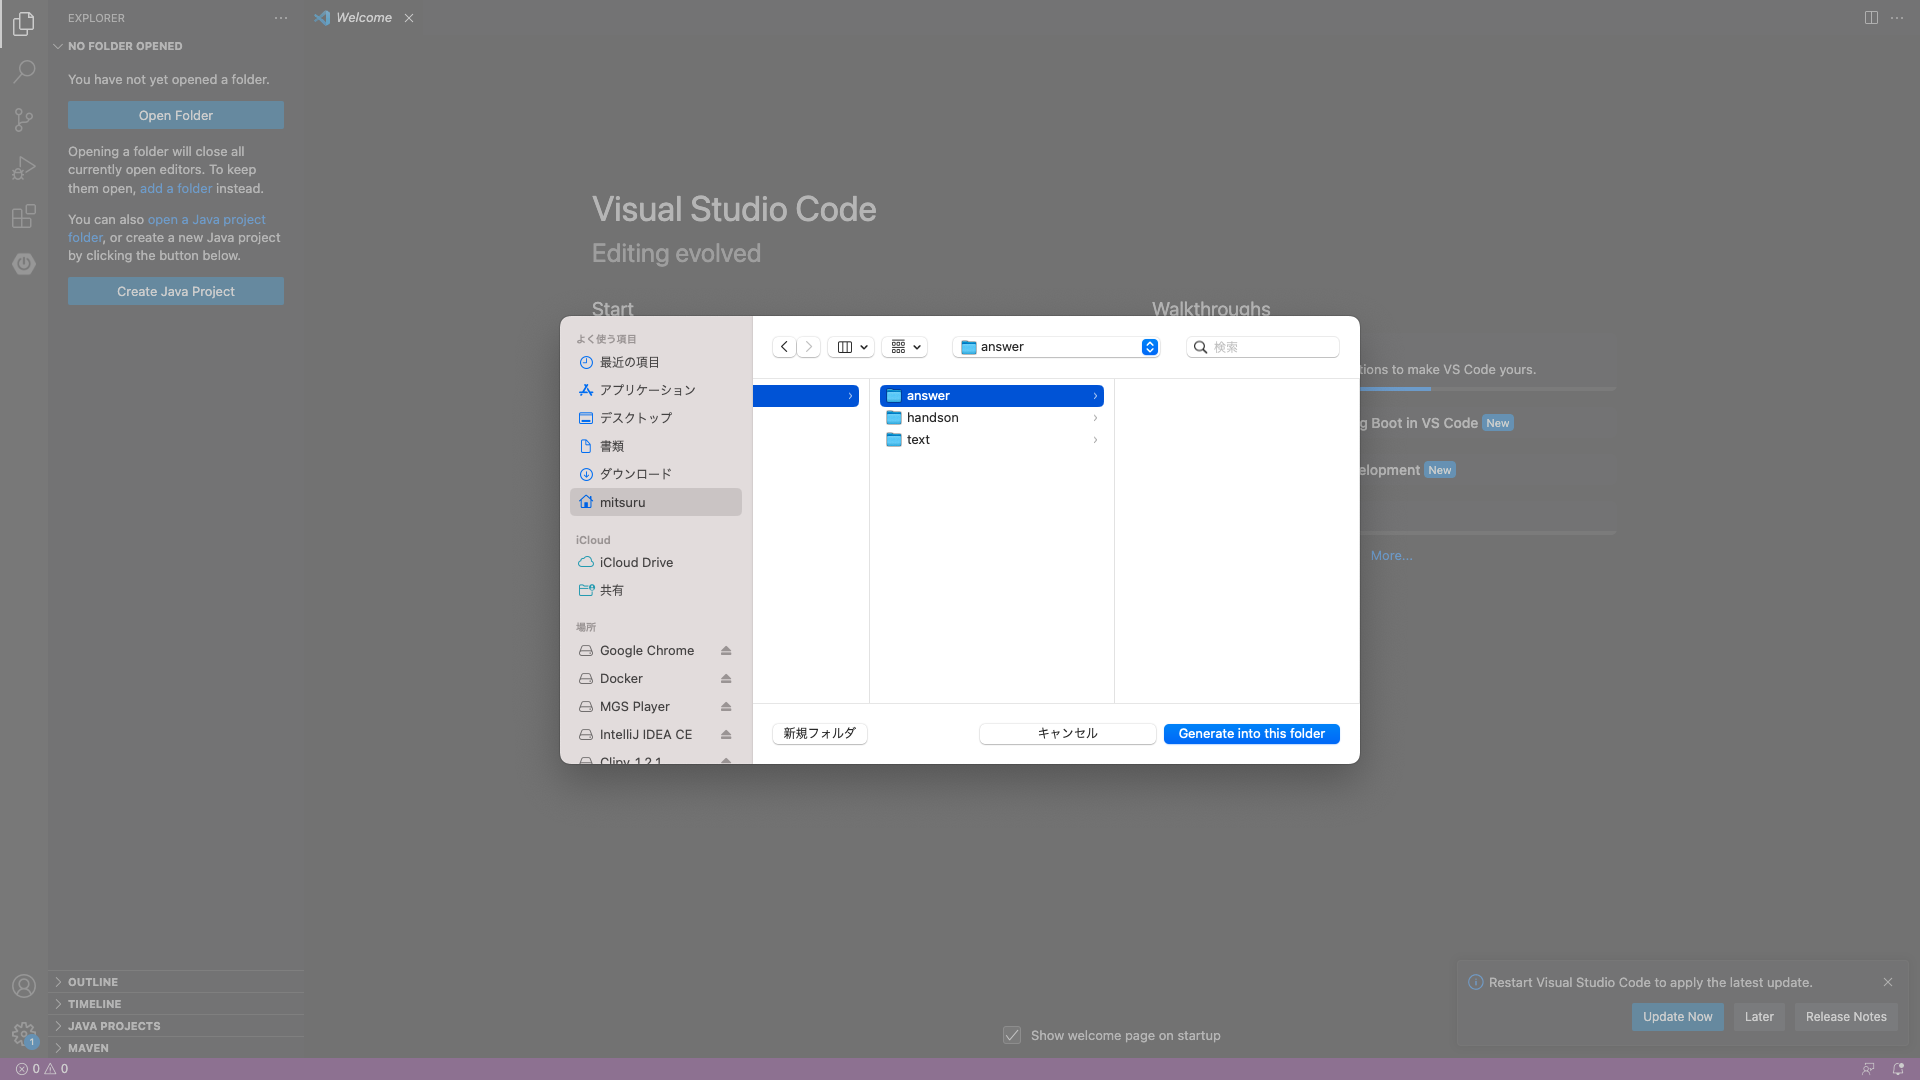 EXPLORER
Welcome
NO FOLDER OPENED
You have not yet opened a folder.
Open Folder
Opening a folder will close all
currently open editors. To keep
them open, add a folder instead.
You can also open a Java project
folder, or create a new Java project
by clicking the button below.
Create Java Project
Visual Studio Code
Editing evolved
Start
Walkthroughs
よく使う項目
最近の項目
アプリケーション
デスクトップ
書類
ダウンロード
mitsuru
iCloud
iCloud Drive
共有
場所
Google Chrome
Docker
MGS Player
IntelliJ IDEA CE
Clipy 1.2.1
answer
検索
answer
handson
text
新規フォルダ
キャンセル
Generate into this folder
tions to make VS Code yours.
g Boot in VS Code New
elopment New
More...
OUTLINE
TIMELINE
JAVA PROJECTS
MAVEN
1
Show welcome page on startup
Restart Visual Studio Code to apply the latest update.
Update Now
Later
Release Notes
0
0